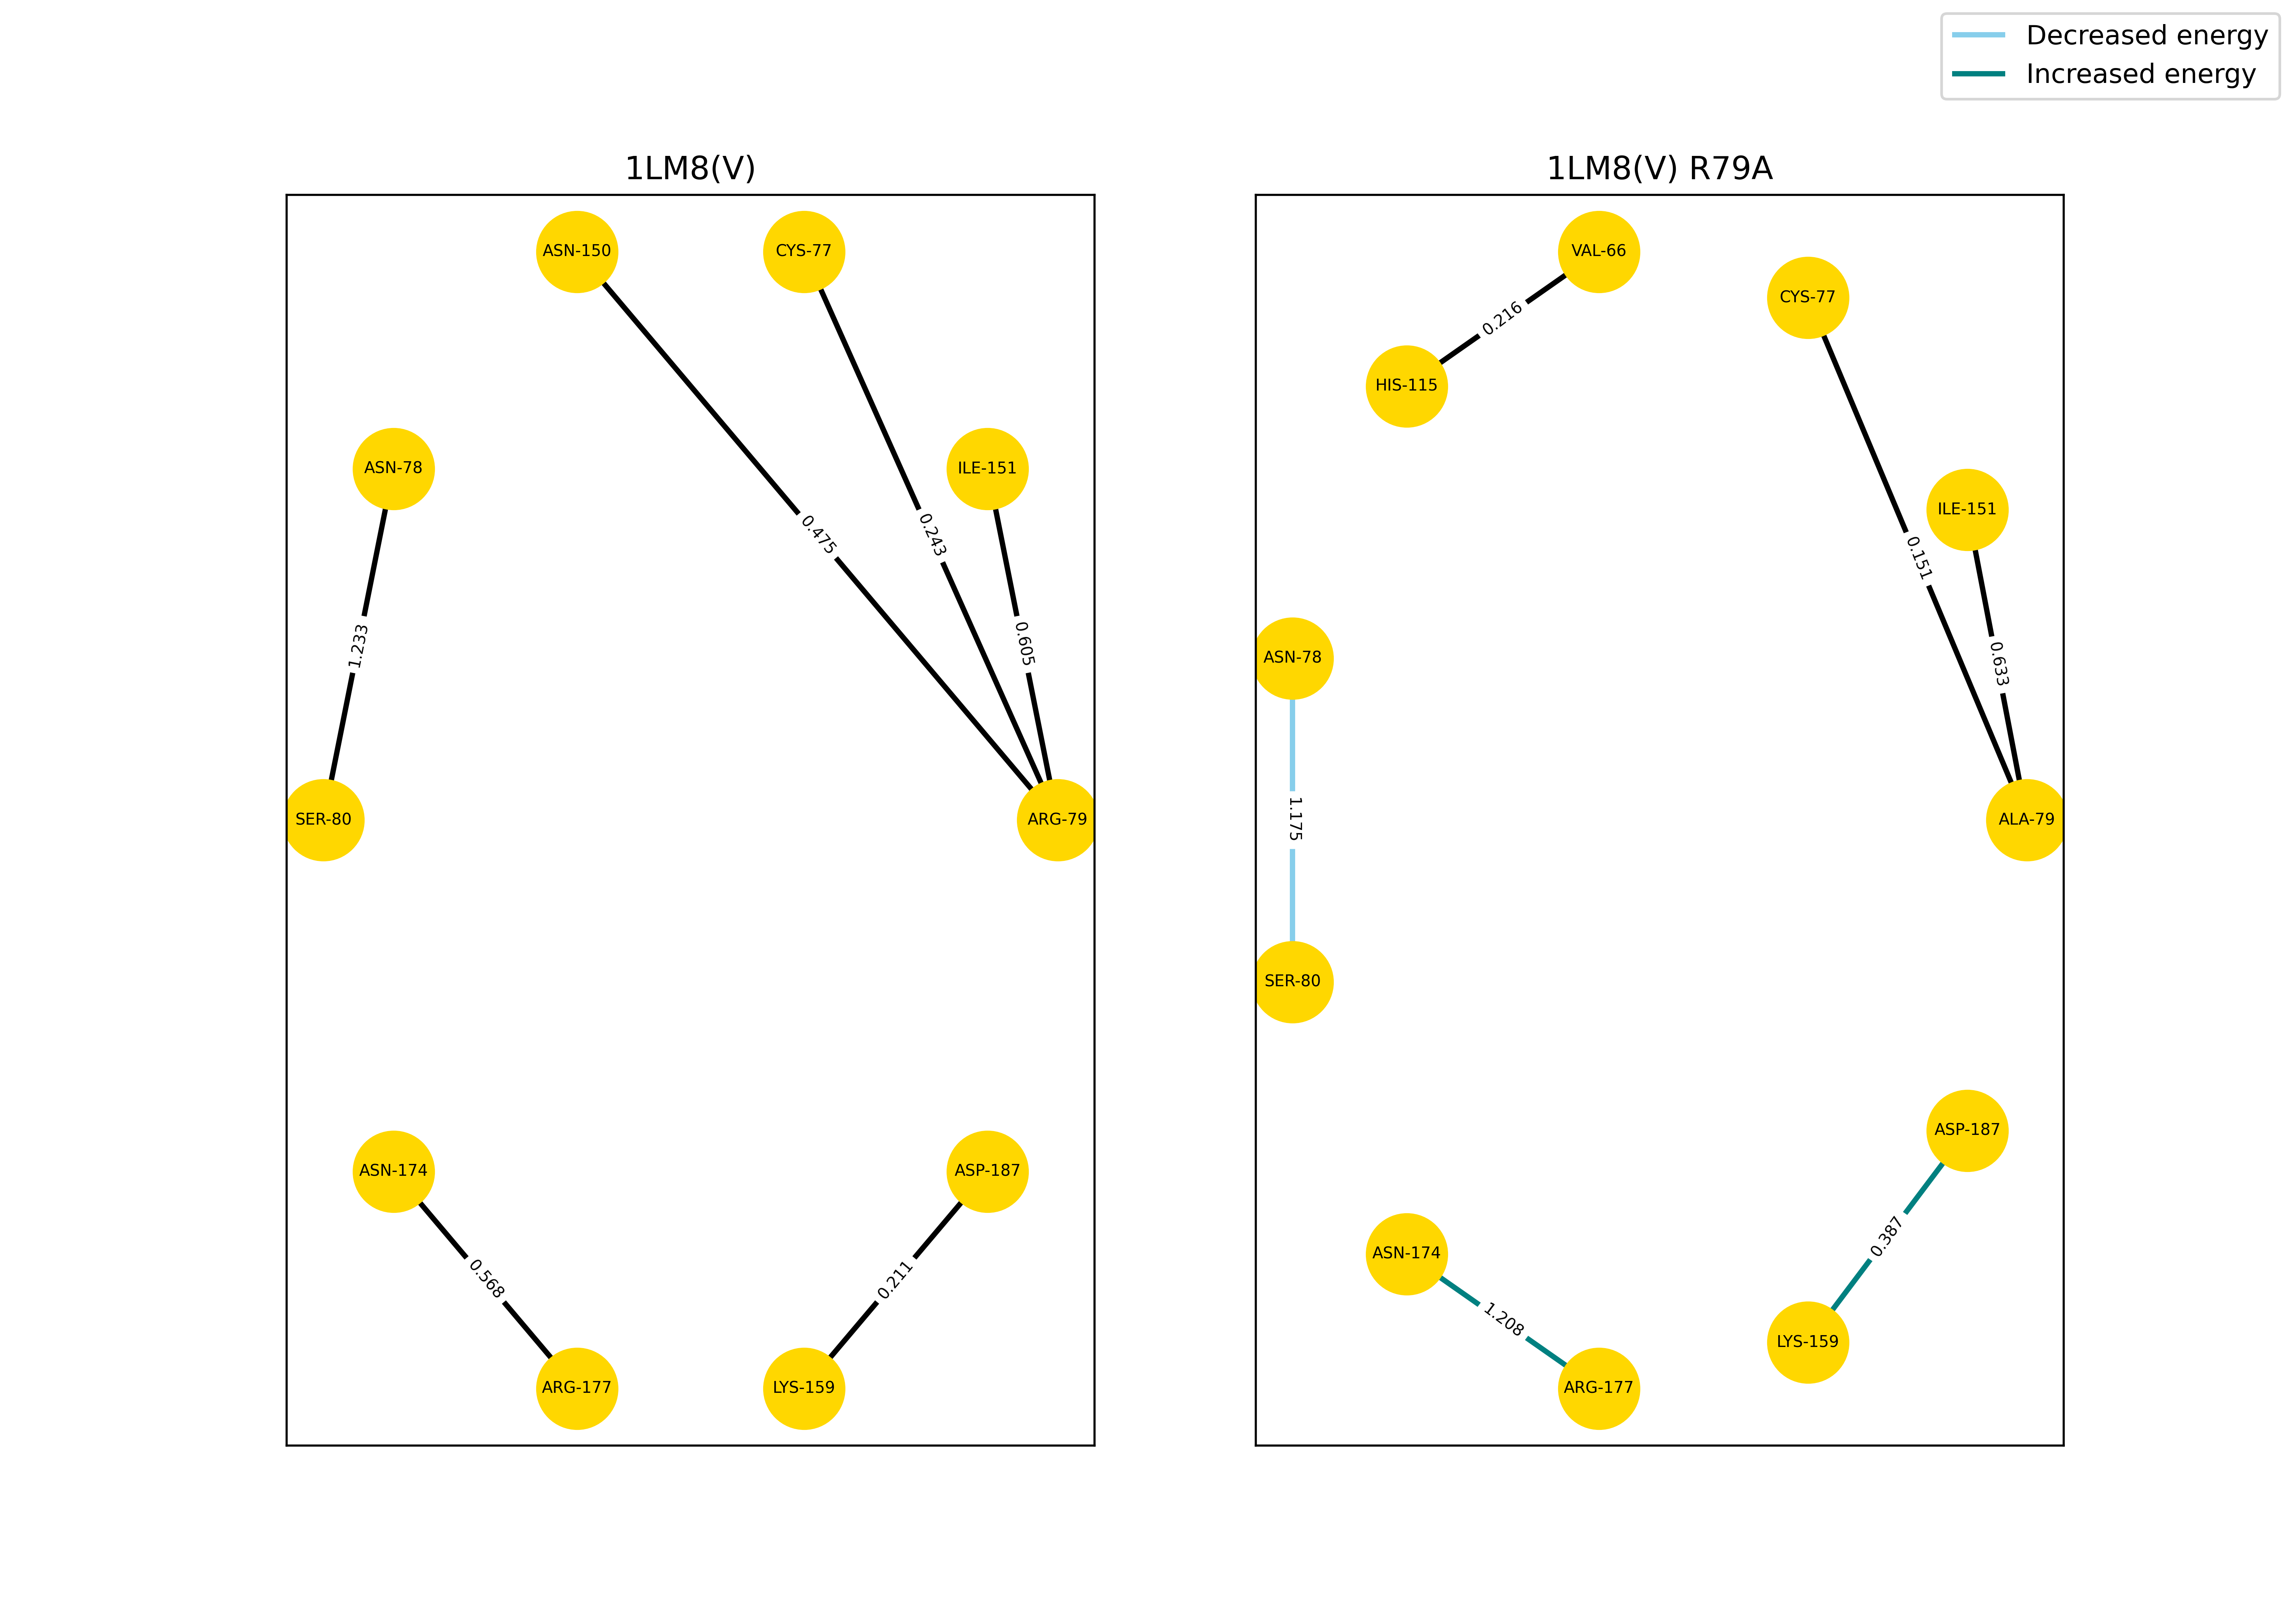 Decreased energy
Increased energy
1LM8(V)
ASN-150
CYS-77
ASN-78
ILE-151
0.475
0.243
0.605
1.233
SER-80
ARG-79
ASN-174
ASP-187
0.568
0.211
ARG-177
LYS-159
1LM8(V) R79A
VAL-66
CYS-77
0.216
HIS-115
ILE-151
0.151
0.633
ASN-78
1.175
ALA-79
SER-80
ASP-187
0.387
ASN-174
1.208
LYS-159
ARG-177